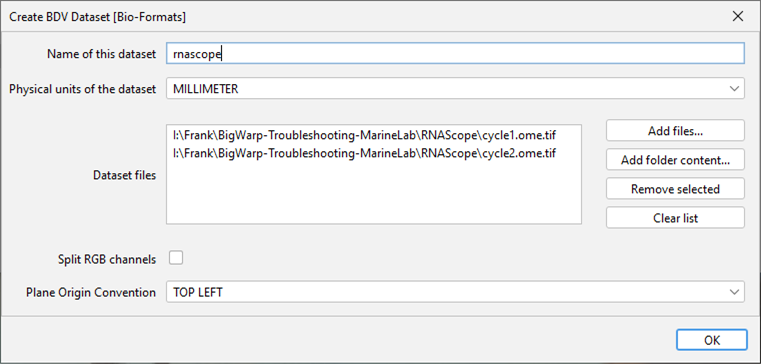 Create BDV Dataset [Bio-Formats]
Name of this dataset
rnascope
Physical units of the dataset
MILLIMETER
Dataset files
I:\Frank\BigWarp-Troubleshooting-MarineLab\RNAScope\cycle1.ome.tif
I:\Frank\BigWarp-Troubleshooting-MarineLab\RNAScope\cycle2.ome.tif
Add files...
Add folder content...
Remove selected
Clear list
Split RGB channels
Plane Origin Convention
TOP LEFT
OK